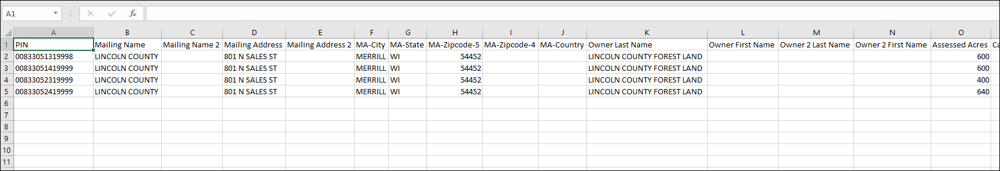 A1 fx
A B C D E F G H I J K L M N O
1 PIN Mailing Name Mailing Name 2 Mailing Address Mailing Address 2 MA-City MA-State MA-Zipcode-5 MA-Zipcode-4 MA-Country Owner Last Name Owner First Name Owner 2 Last Name Owner 2 First Name Assessed Acres Ca
2 00833051319998 LINCOLN COUNTY 801 N SALES ST MERRILL WI 54452 LINCOLN COUNTY FOREST LAND 600
3 00833051419999 LINCOLN COUNTY 801 N SALES ST MERRILL WI 54452 LINCOLN COUNTY FOREST LAND 600
4 00833052319999 LINCOLN COUNTY 801 N SALES ST MERRILL WI 54452 LINCOLN COUNTY FOREST LAND 400
5 00833052419999 LINCOLN COUNTY 801 N SALES ST MERRILL WI 54452 LINCOLN COUNTY FOREST LAND 640
6
7
8
9
10
11